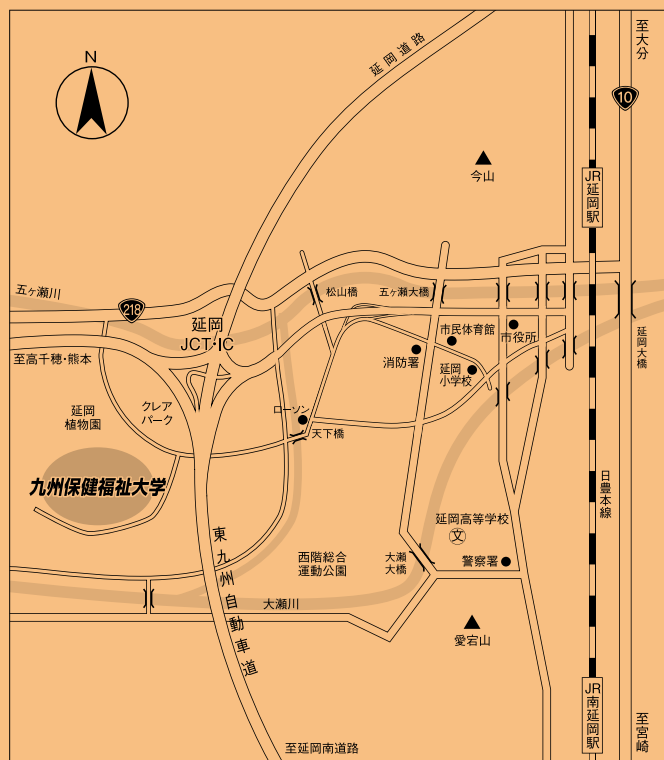 N
延岡道路
至大分
10
今山
JR延岡駅
五ヶ瀬川
218
松山橋
五ヶ瀬大橋
延岡
JCT・IC
市民体育館
市役所
延岡大橋
至高千穂・熊本
消防署
延岡
小学校
クレア
パーク
延岡
植物園
ローソン
天下橋
九州保健福祉大学
日豊本線
延岡高等学校
文
東九州自動車道
西階総合
運動公園
大瀬
大橋
警察署
大瀬川
愛宕山
JR南延岡駅
至宮崎
至延岡南道路